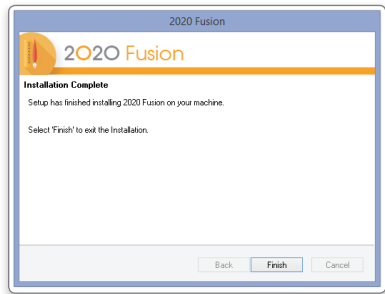 2020 Fusion
2020 Fusion
Installation Complete
Setup has finished installing 2020 Fusion on your machine.
Select 'Finish' to exit the Installation.
Back Finish Cancel